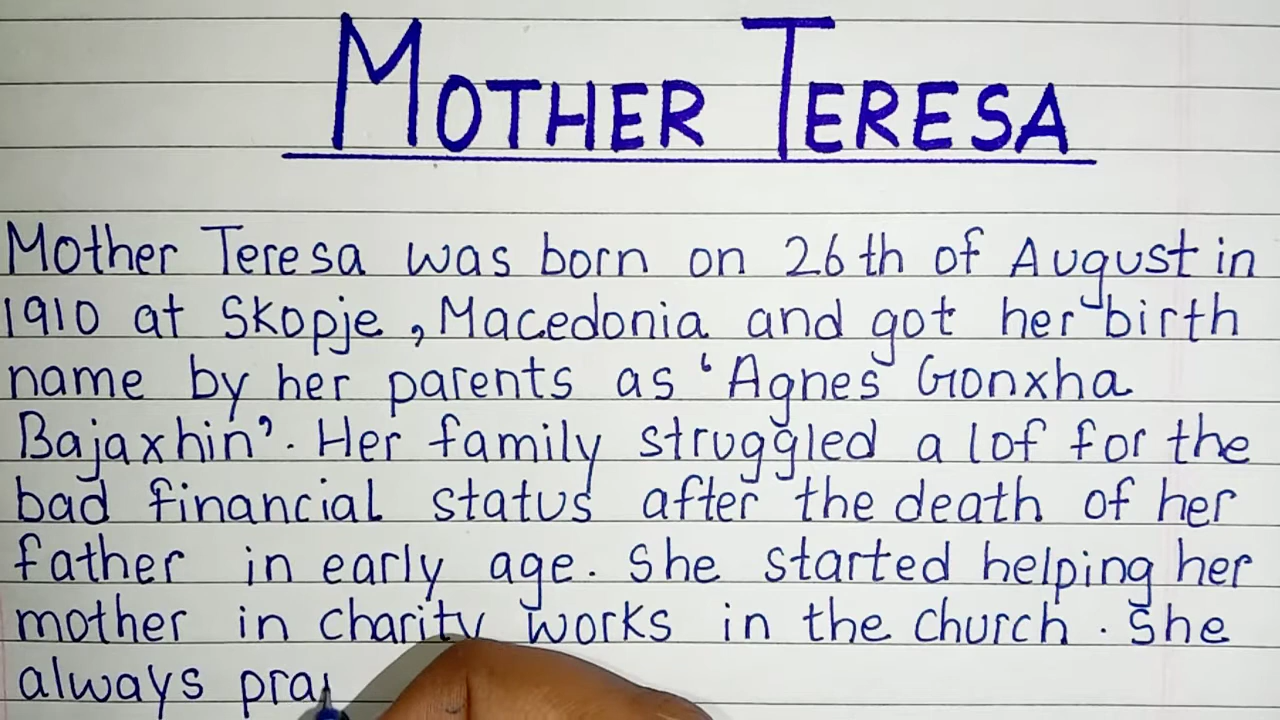 MOTHER TERESA
Mother Teresa was born on 26th of August in
1910 at Skopje, Macedonia and got her birth
name by her parents as ‘Agnes Gonxha
Bajaxhin’. Her family struggled a lof for the
bad financial status after the death of her
father in early age. She started helping her
mother in charity works in the church. She
always pra